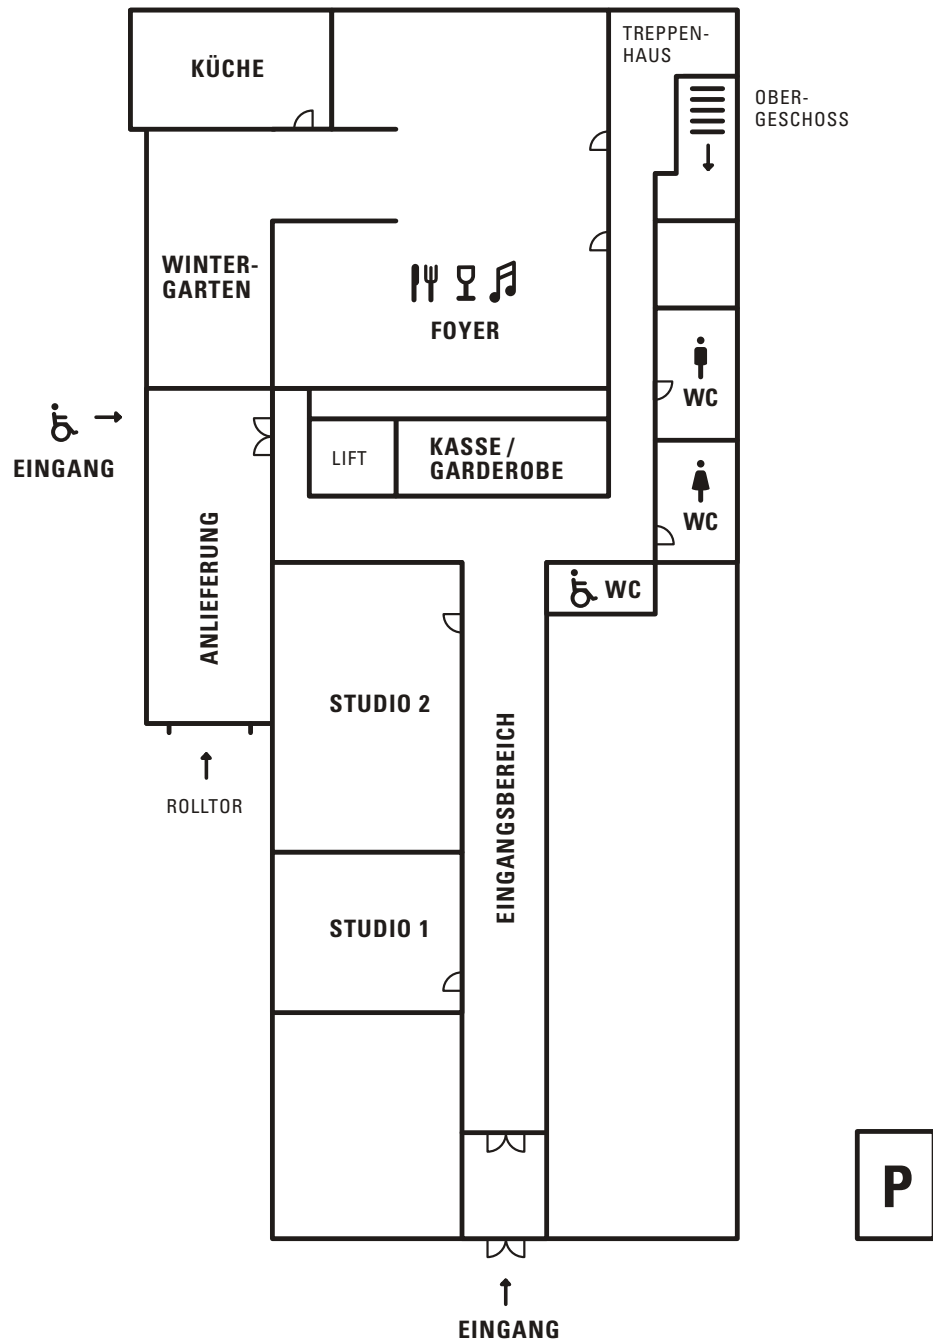 TREPPEN-
HAUS
KÜCHE
OBER-
GESCHOSS
WINTER-
GARTEN
FOYER
WC
EINGANG
LIFT
KASSE /
GARDEROBE
WC
ANLIEFERUNG
WC
STUDIO 2
EINGANGSBEREICH
ROLLTOR
STUDIO 1
P
EINGANG